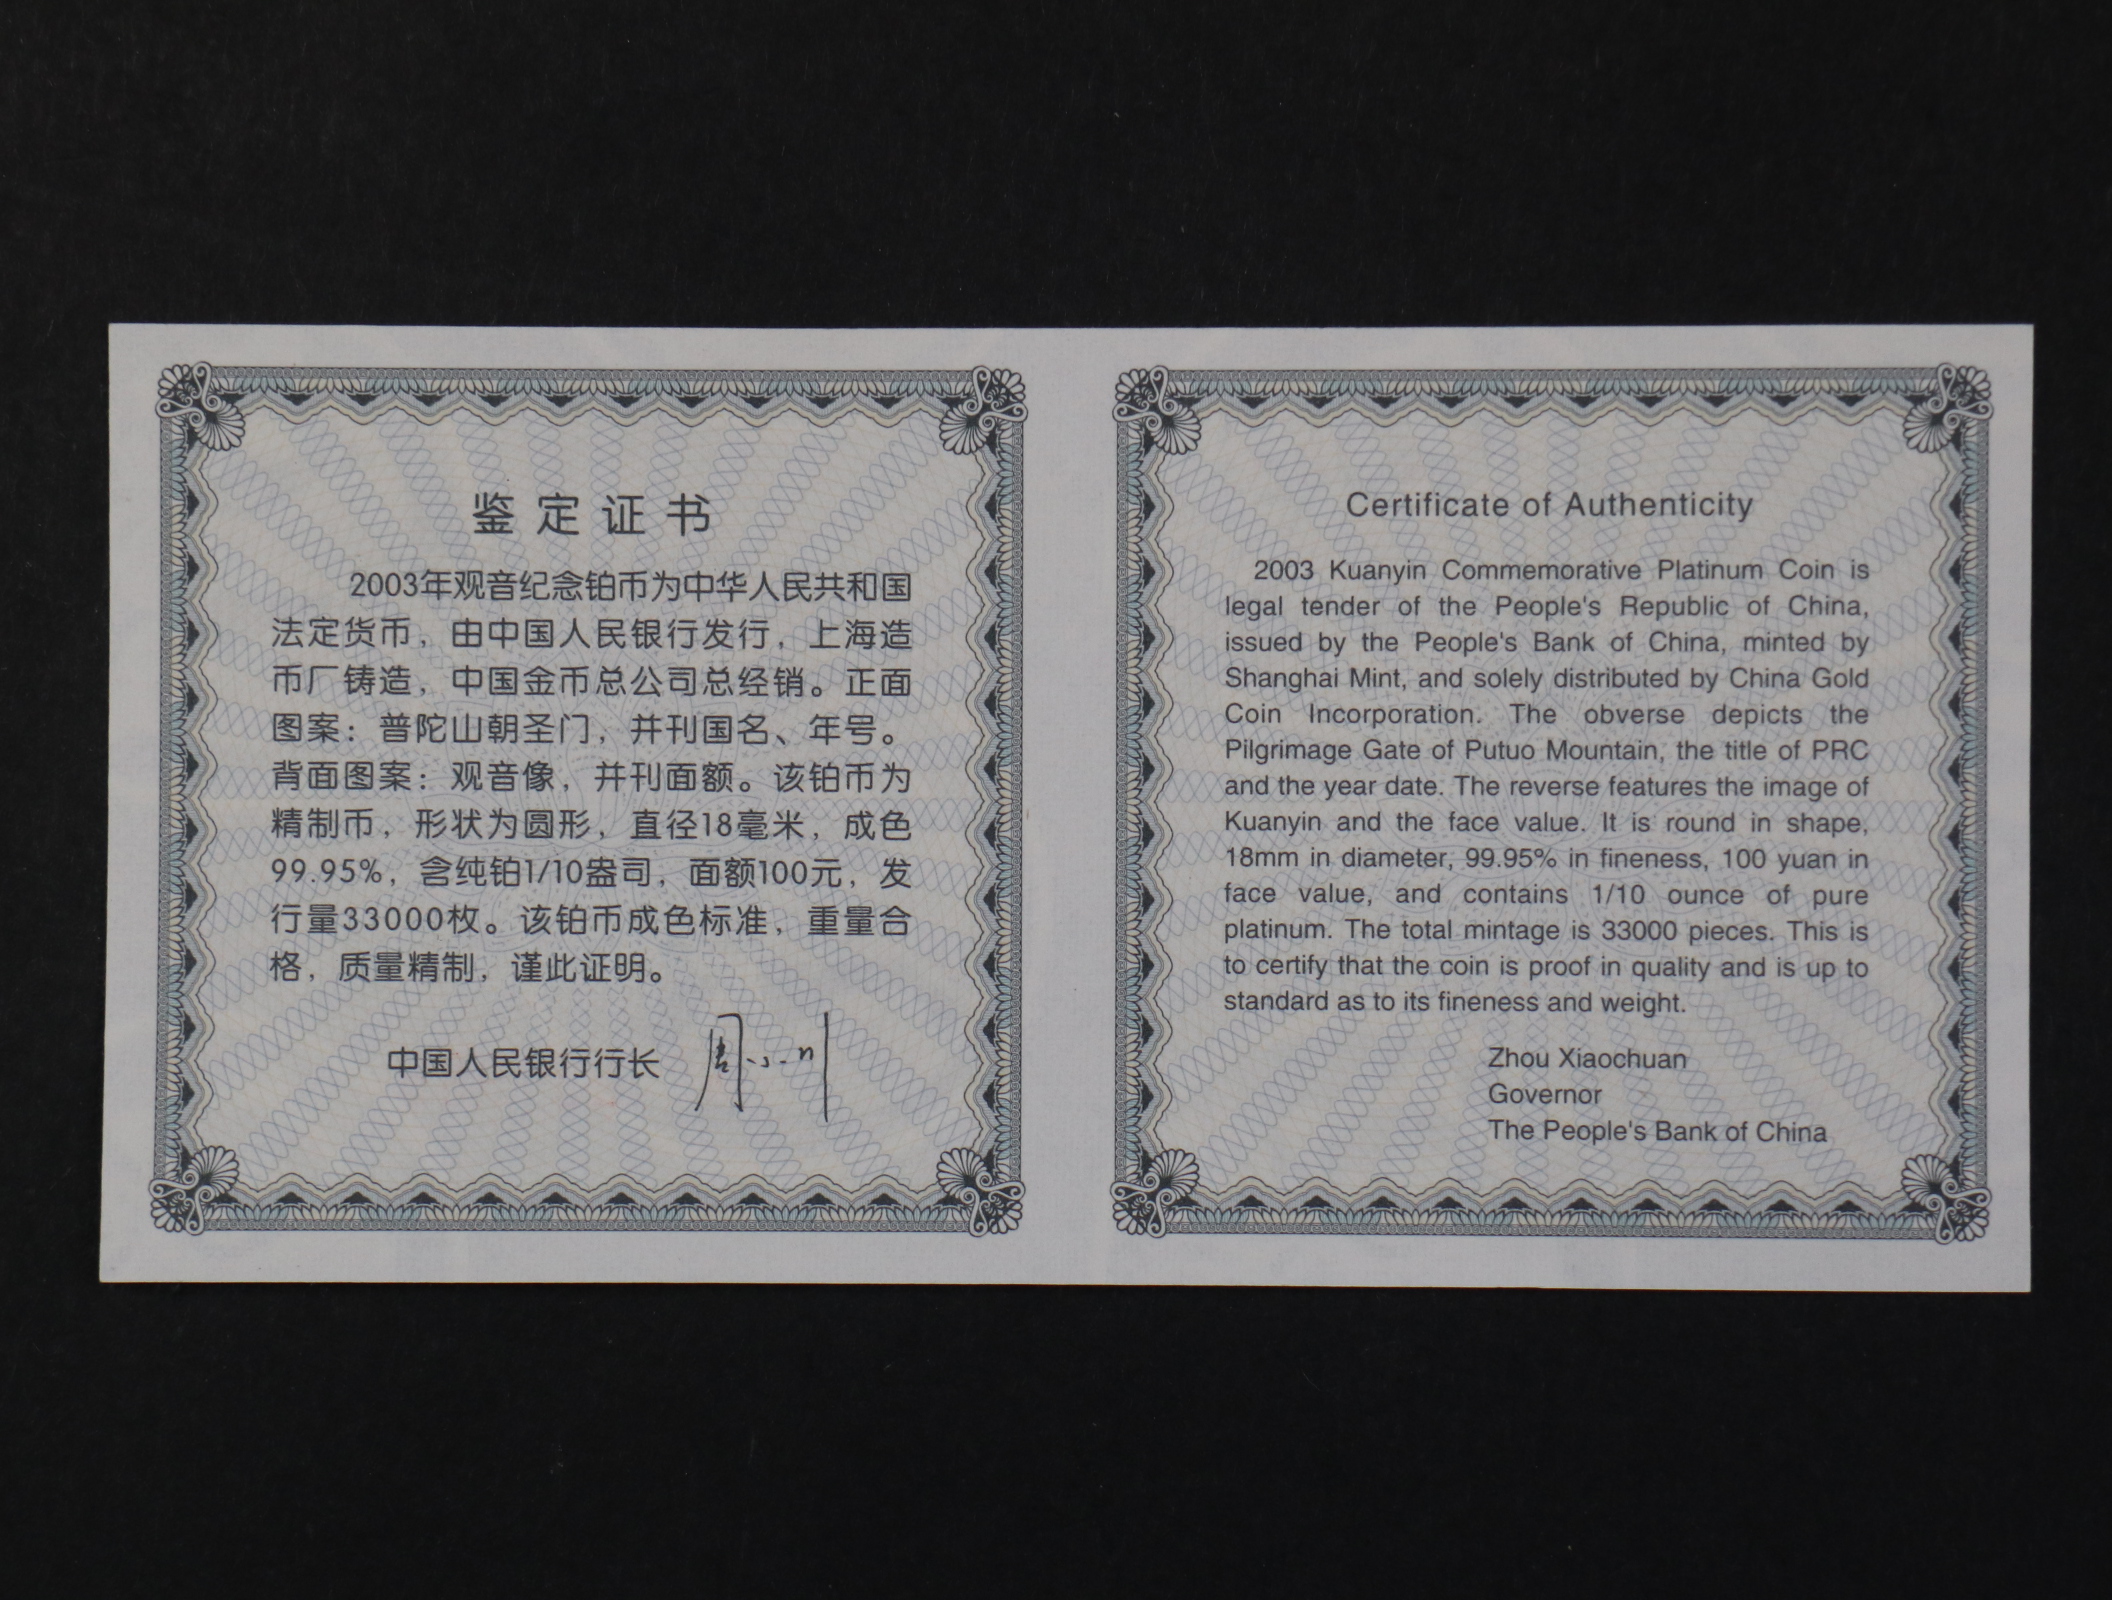 鉴定证书
2003年观音纪念铂币为中华人民共和国
法定货币，由中国人民银行发行，上海造
币厂铸造，中国金币总公司总经销。正面
图案：普陀山朝圣门，并刊国名、年号。
背面图案：观音像，并刊面额。该铂币为
精制币，形状为圆形，直径18毫米，成色
99.95%，含纯铂1/10盎司，面额100元，发
行量33000枚。该铂币成色标准，重量合
格，质量精制，谨此证明。
中国人民银行行长 周小川
Certificate of Authenticity
2003 Kuanyin Commemorative Platinum Coin is
legal tender of the People's Republic of China,
issued by the People's Bank of China, minted by
Shanghai Mint, and solely distributed by China Gold
Coin Incorporation. The obverse depicts the
Pilgrimage Gate of Putuo Mountain, the title of PRC
and the year date. The reverse features the image of
Kuanyin and the face value. It is round in shape,
18mm in diameter, 99.95% in fineness, 100 yuan in
face value, and contains 1/10 ounce of pure
platinum. The total mintage is 33000 pieces. This is
to certify that the coin is proof in quality and is up to
standard as to its fineness and weight.
Zhou Xiaochuan
Governor
The People's Bank of China